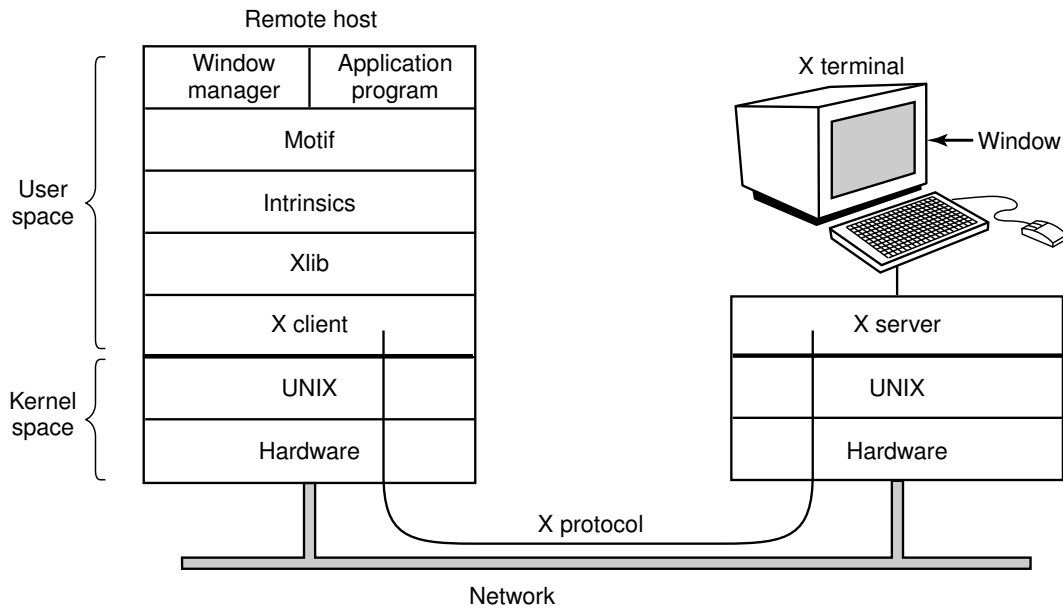 Remote host
Window
manager
Application
program
Motif
Intrinsics
Xlib
X client
UNIX
Hardware
User
space
Kernel
space
X terminal
Window
X server
UNIX
Hardware
X protocol
Network